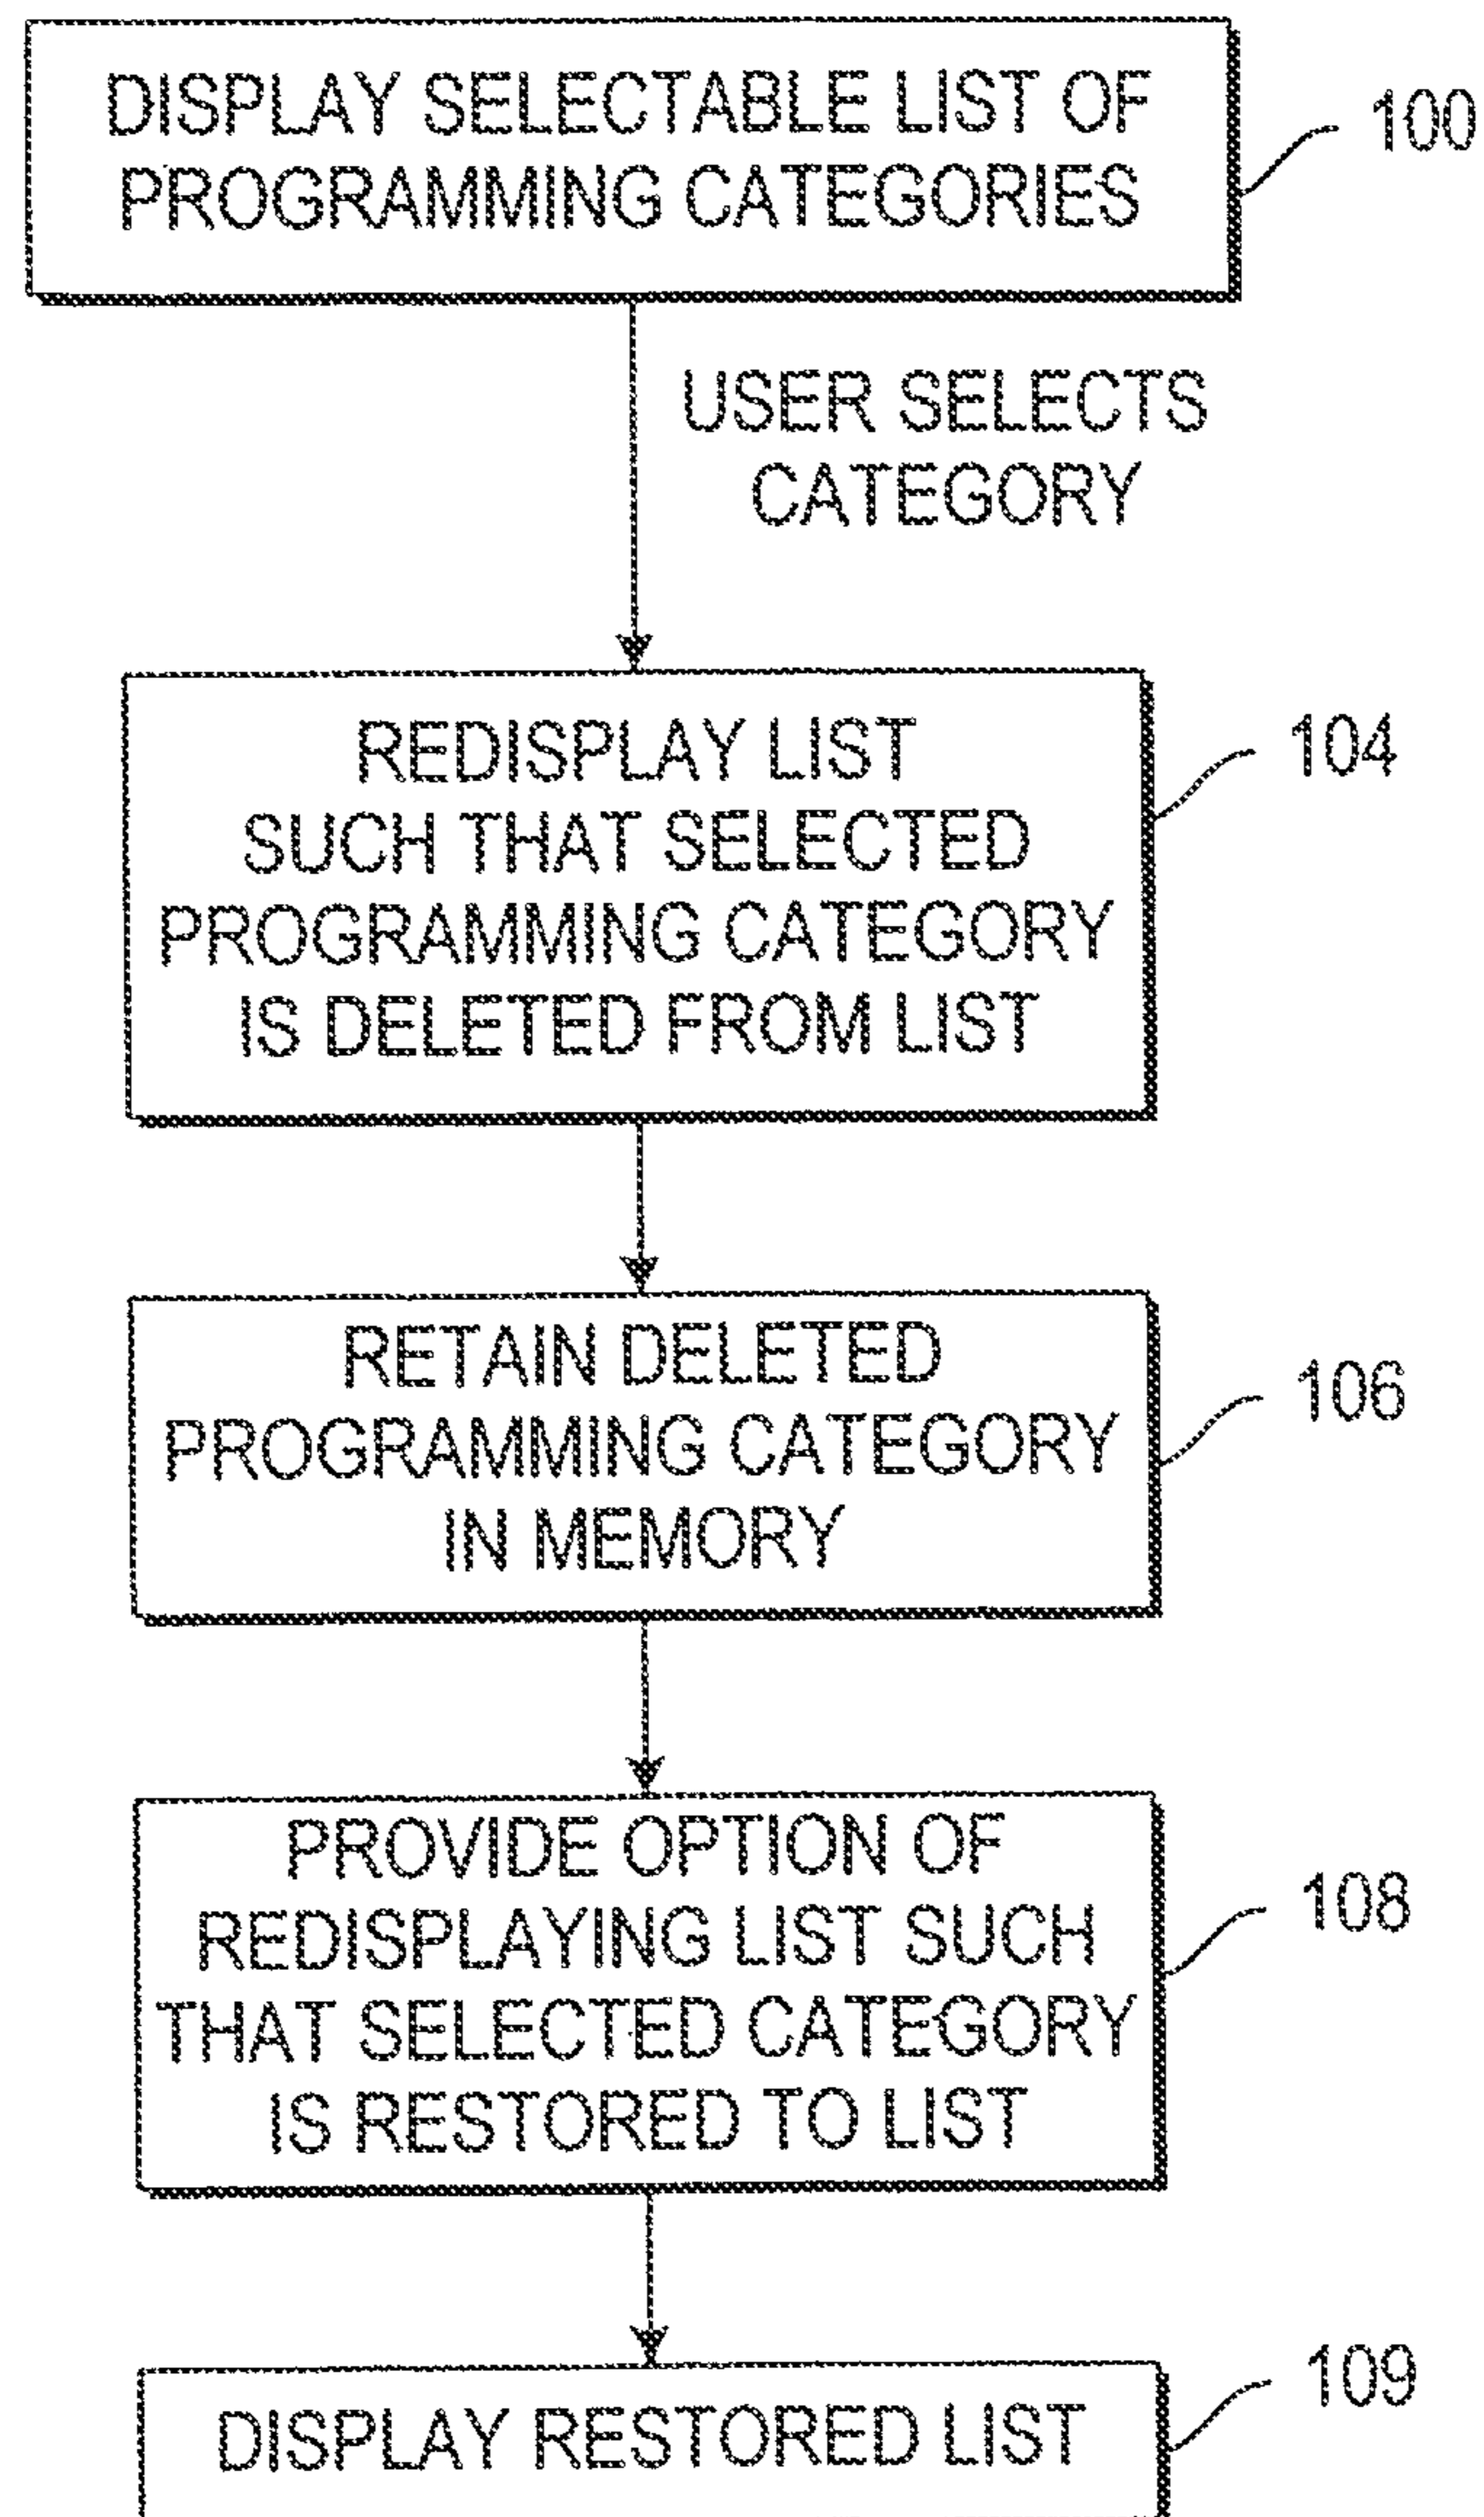 DISPLAY SELECTABLE LIST OF
PROGRAMMING CATEGORIES
100
USER SELECTS
CATEGORY
REDISPLAY LIST
SUCH THAT SELECTED
PROGRAMMING CATEGORY
IS DELETED FROM LIST
104
RETAIN DELETED
PROGRAMMING CATEGORY
IN MEMORY
106
PROVIDE OPTION OF
REDISPLAYING LIST SUCH
THAT SELECTED CATEGORY
IS RESTORED TO LIST
108
DISPLAY RESTORED LIST
109